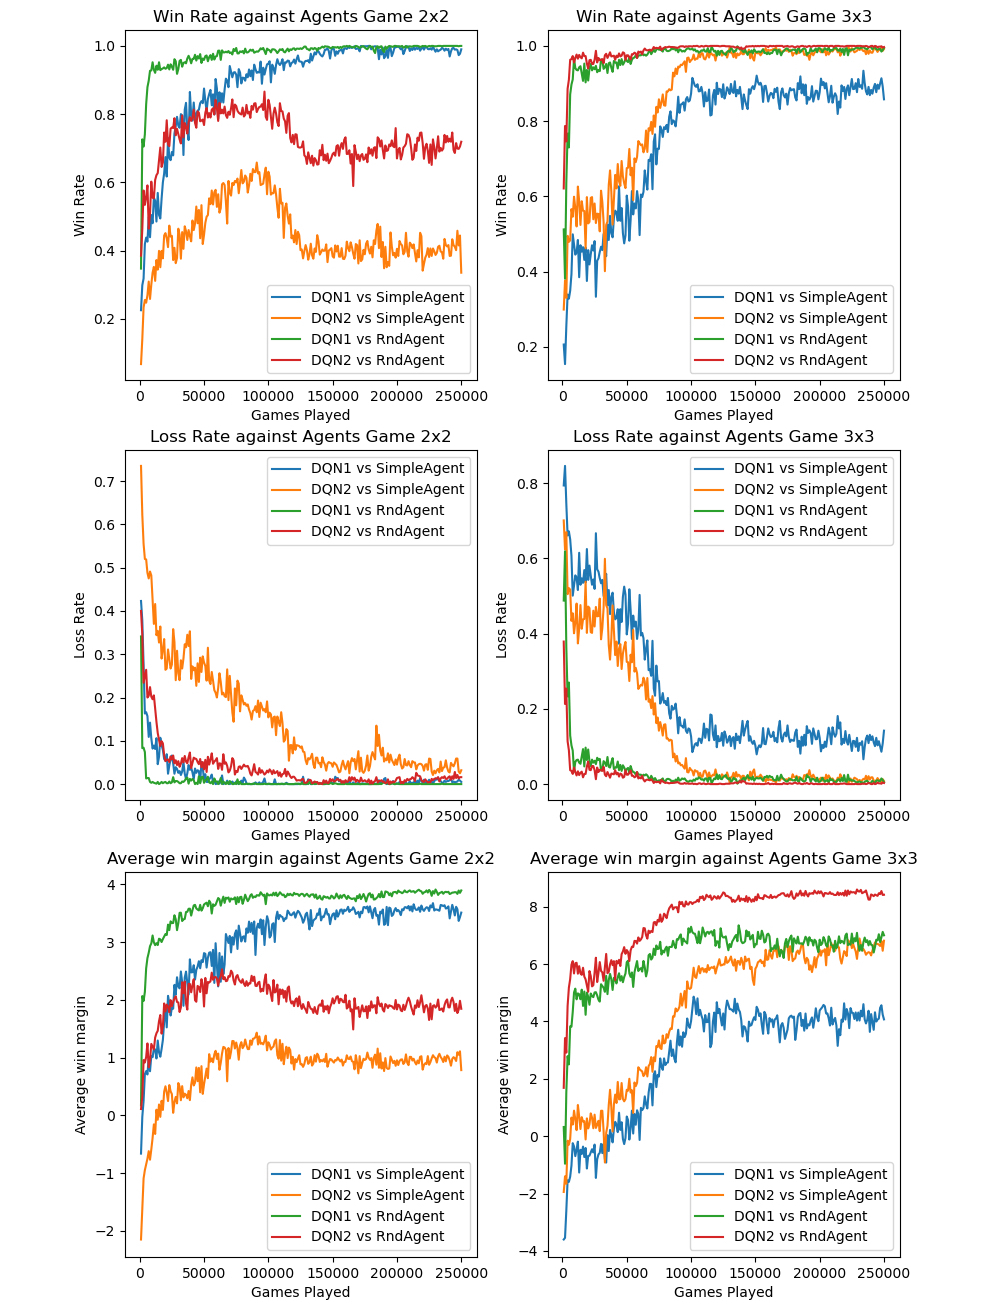 Win Rate against Agents Game 2x2
Win Rate
1.0
0.8
0.6
0.4
0.2
DQN1 vs SimpleAgent
DQN2 vs SimpleAgent
DQN1 vs RndAgent
DQN2 vs RndAgent
0 50000 100000 150000 200000 250000
Games Played
Win Rate against Agents Game 3x3
Win Rate
1.0
0.8
0.6
0.4
0.2
DQN1 vs SimpleAgent
DQN2 vs SimpleAgent
DQN1 vs RndAgent
DQN2 vs RndAgent
0 50000 100000 150000 200000 250000
Games Played
Loss Rate against Agents Game 2x2
Loss Rate
0.7
0.6
0.5
0.4
0.3
0.2
0.1
0.0
DQN1 vs SimpleAgent
DQN2 vs SimpleAgent
DQN1 vs RndAgent
DQN2 vs RndAgent
0 50000 100000 150000 200000 250000
Games Played
Loss Rate against Agents Game 3x3
Loss Rate
0.8
0.6
0.4
0.2
0.0
DQN1 vs SimpleAgent
DQN2 vs SimpleAgent
DQN1 vs RndAgent
DQN2 vs RndAgent
0 50000 100000 150000 200000 250000
Games Played
Average win margin against Agents Game 2x2
Average win margin
4
3
2
1
0
−1
−2
DQN1 vs SimpleAgent
DQN2 vs SimpleAgent
DQN1 vs RndAgent
DQN2 vs RndAgent
0 50000 100000 150000 200000 250000
Games Played
Average win margin against Agents Game 3x3
Average win margin
8
6
4
2
0
−2
−4
DQN1 vs SimpleAgent
DQN2 vs SimpleAgent
DQN1 vs RndAgent
DQN2 vs RndAgent
0 50000 100000 150000 200000 250000
Games Played